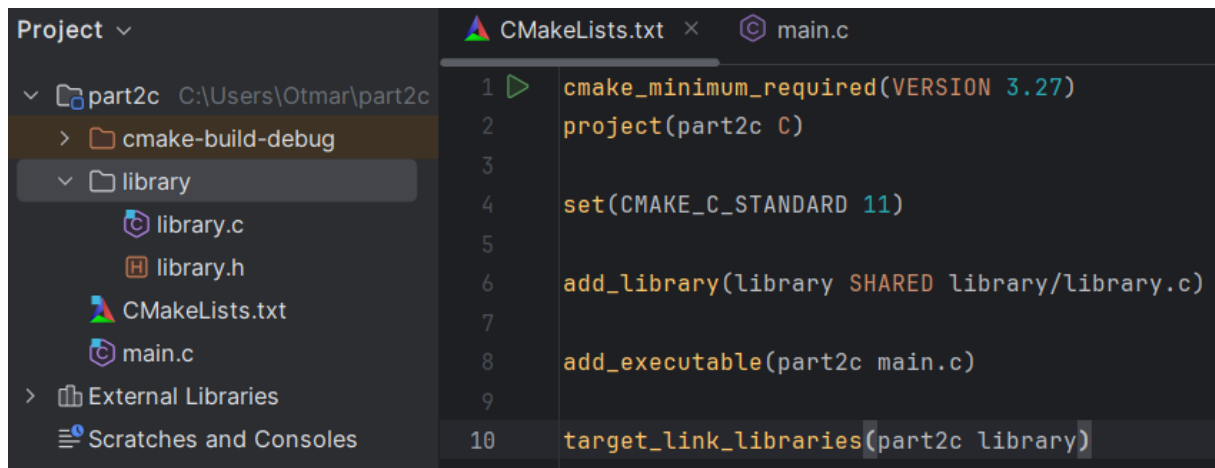 Project
part2c C:\Users\Otmar\part2c
cmake-build-debug
library
library.c
library.h
CMakeLists.txt
main.c
External Libraries
Scratches and Consoles
CMakeLists.txt × main.c
1 cmake_minimum_required(VERSION 3.27)
2 project(part2c C)
3
4 set(CMAKE_C_STANDARD 11)
5
6 add_library(library SHARED library/library.c)
7
8 add_executable(part2c main.c)
9
10 target_link_libraries(part2c library)